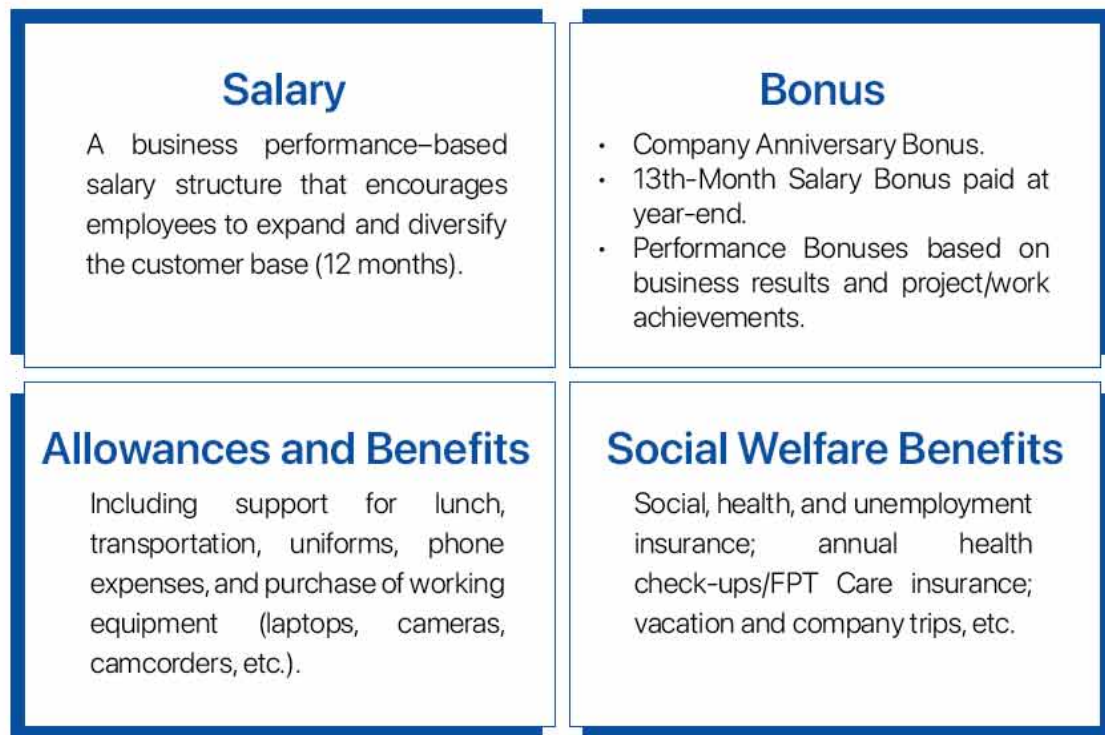 Salary
A business performance–based
salary structure that encourages
employees to expand and diversify
the customer base (12 months).
Bonus
• Company Anniversary Bonus.
• 13th-Month Salary Bonus paid at
year-end.
• Performance Bonuses based on
business results and project/work
achievements.
Allowances and Benefits
Including support for lunch,
transportation, uniforms, phone
expenses, and purchase of working
equipment (laptops, cameras,
camcorders, etc.).
Social Welfare Benefits
Social, health, and unemployment
insurance; annual health
check-ups/FPT Care insurance;
vacation and company trips, etc.